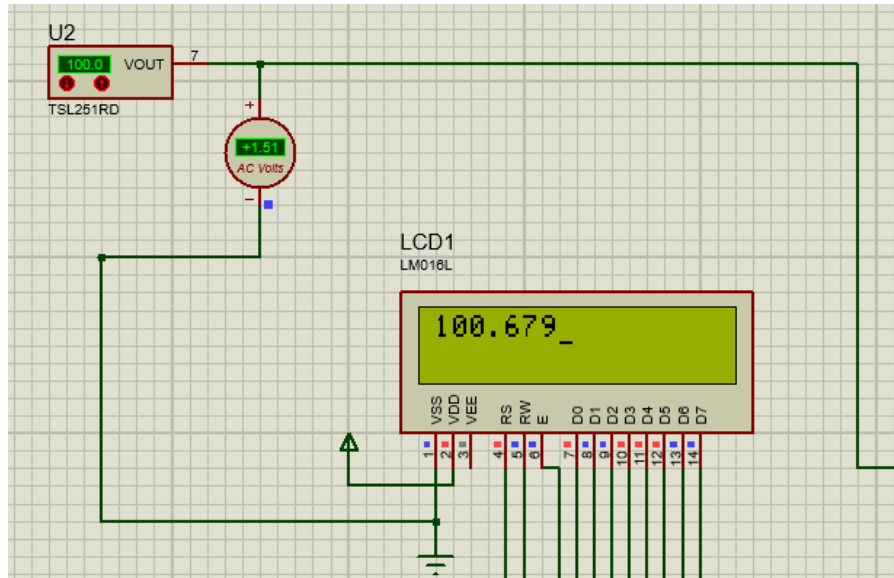 U2
100.0 VOUT 7
TSL251RD
+
+1.51
AC Volts
−
LCD1
LM016L
100.679_
VSS VDD VEE RS RW E D0 D1 D2 D3 D4 D5 D6 D7
1 2 3 4 5 6 7 8 9 10 11 12 13 14